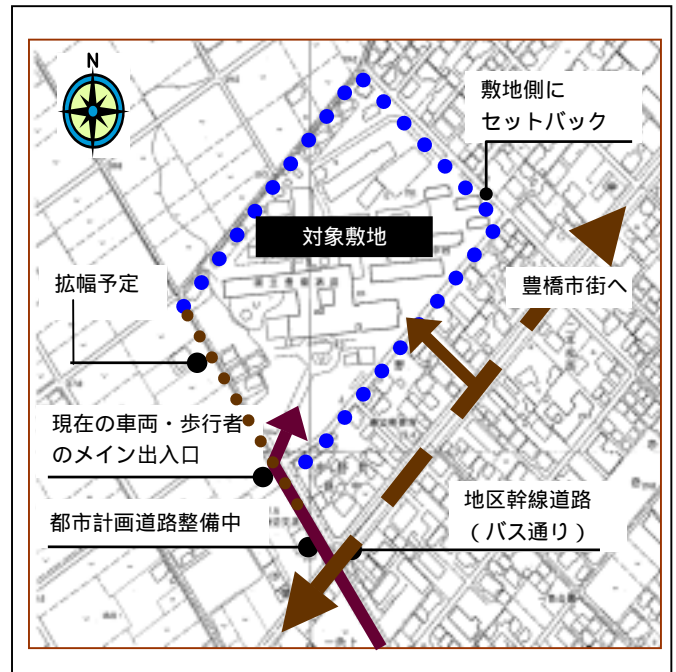 N
敷地側に
セットバック
対象敷地
拡幅予定
豊橋市街へ
現在の車両・歩行者
のメイン出入口
地区幹線道路
（バス通り）
都市計画道路整備中